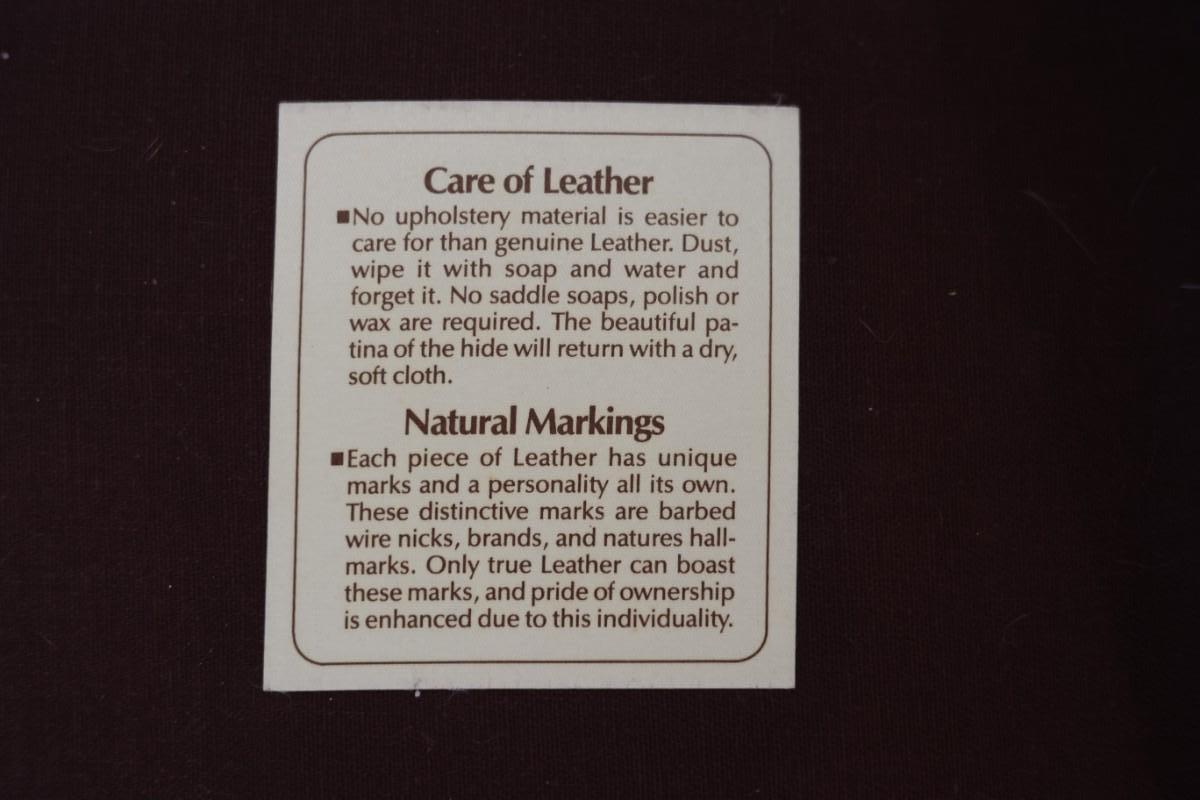 Care of Leather
■No upholstery material is easier to
care for than genuine Leather. Dust,
wipe it with soap and water and
forget it. No saddle soaps, polish or
wax are required. The beautiful pa-
tina of the hide will return with a dry,
soft cloth.
Natural Markings
■Each piece of Leather has unique
marks and a personality all its own.
These distinctive marks are barbed
wire nicks, brands, and natures hall-
marks. Only true Leather can boast
these marks, and pride of ownership
is enhanced due to this individuality.